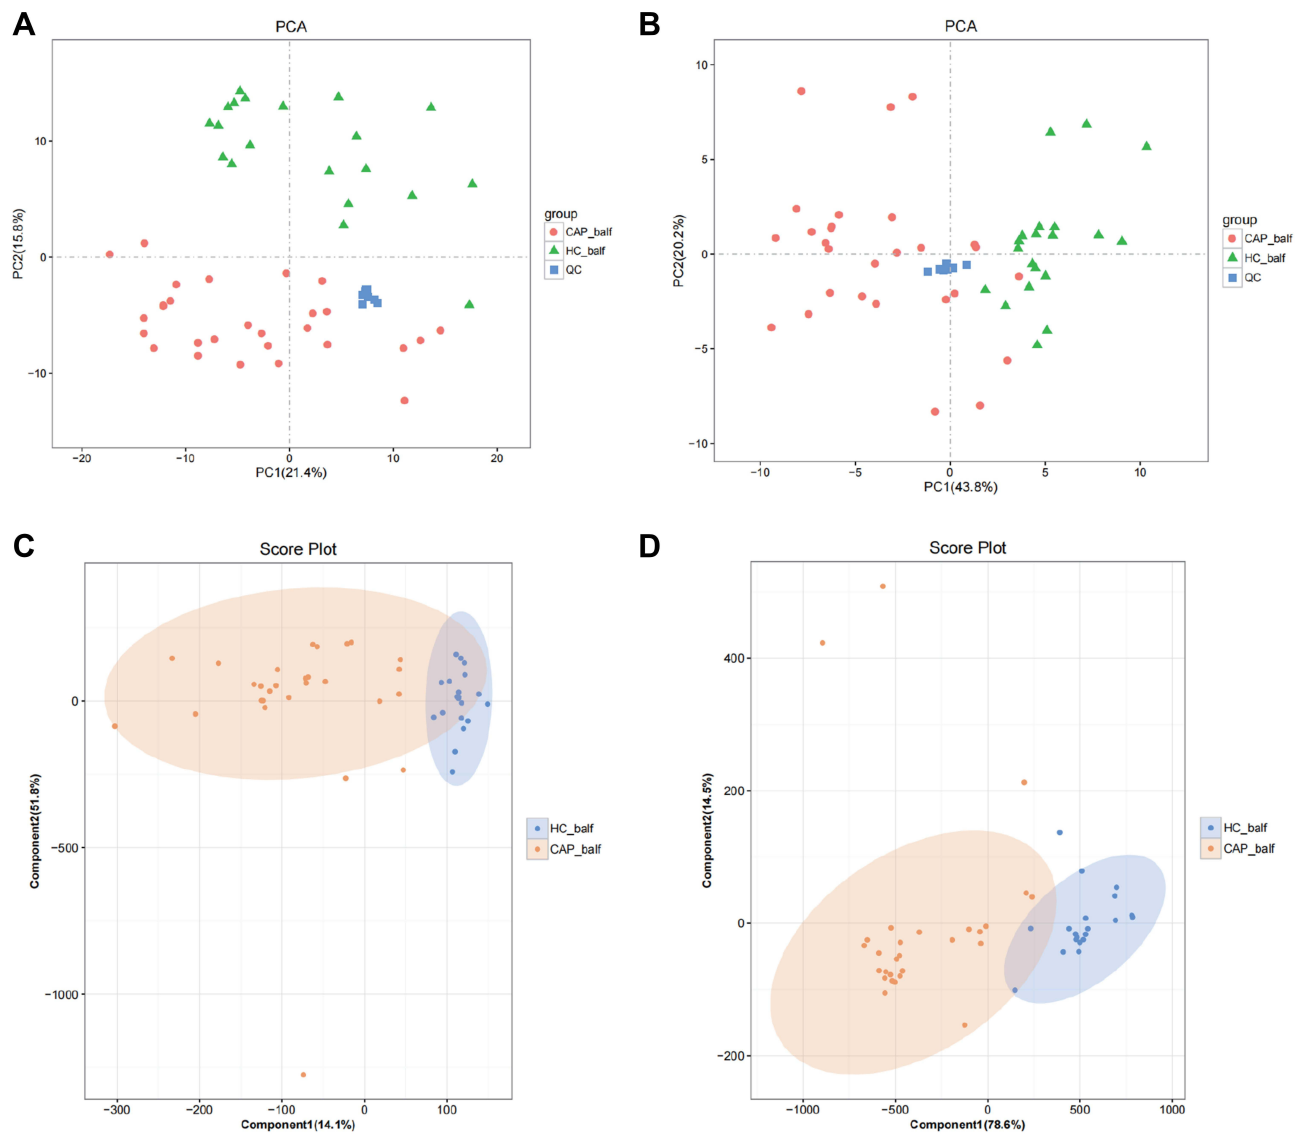 A
PCA
10
0
−10
−20
−10
0
10
20
PC2(15.8%)
PC1(21.4%)
group
CAP_balf
HC_balf
QC
B
PCA
10
5
0
−5
−10
−10
−5
0
5
10
PC2(20.2%)
PC1(43.8%)
group
CAP_balf
HC_balf
QC
C
Score Plot
0
−500
−1000
−300
−200
−100
0
100
Component2(51.8%)
Component1(14.1%)
HC_balf
CAP_balf
D
Score Plot
400
200
0
−200
−1000
−500
0
500
1000
Component2(14.5%)
Component1(78.6%)
HC_balf
CAP_balf